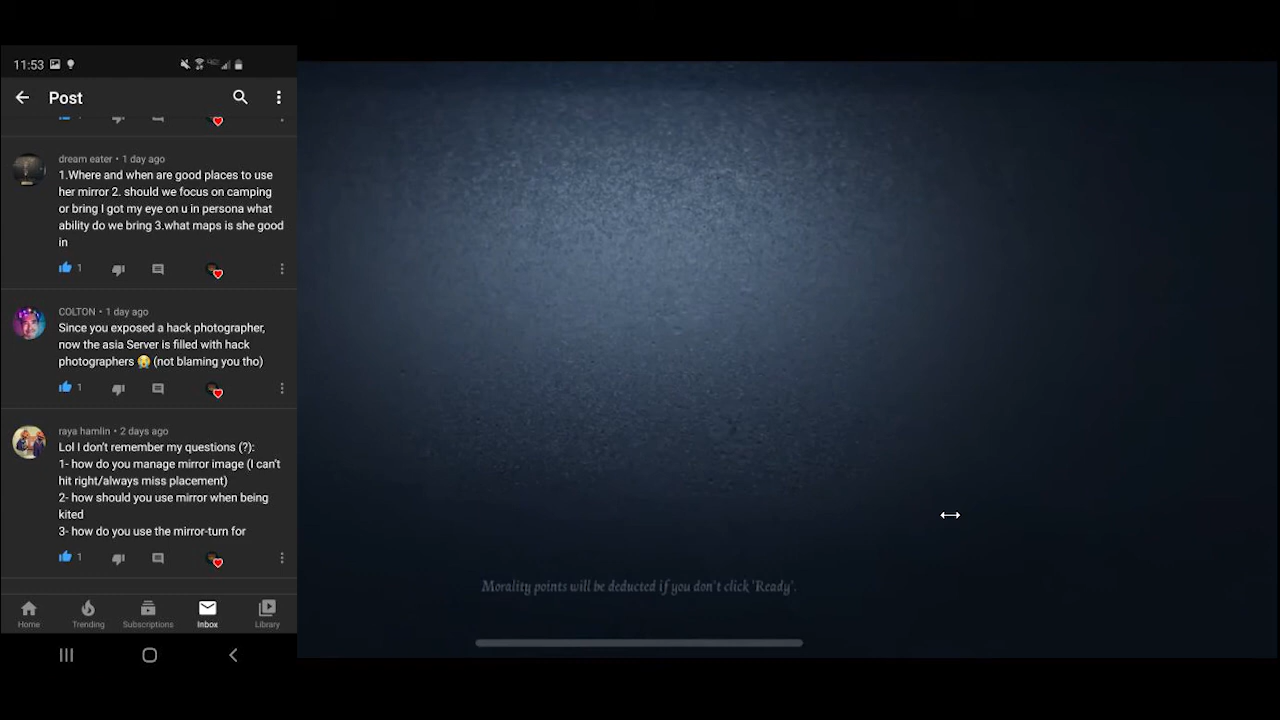 11:53
Post
dream eater • 1 day ago
1.Where and when are good places to use
her mirror 2. should we focus on camping
or bring I got my eye on u in persona what
ability do we bring 3.what maps is she good
in
1
COLTON • 1 day ago
Since you exposed a hack photographer,
now the asia Server is filled with hack
photographers 😭 (not blaming you tho)
1
raya hamlin • 2 days ago
Lol I don't remember my questions (?):
1- how do you manage mirror image (I can't
hit right/always miss placement)
2- how should you use mirror when being
kited
3- how do you use the mirror-turn for
1
Home Trending Subscriptions Inbox Library
Morality points will be deducted if you don't click 'Ready'.